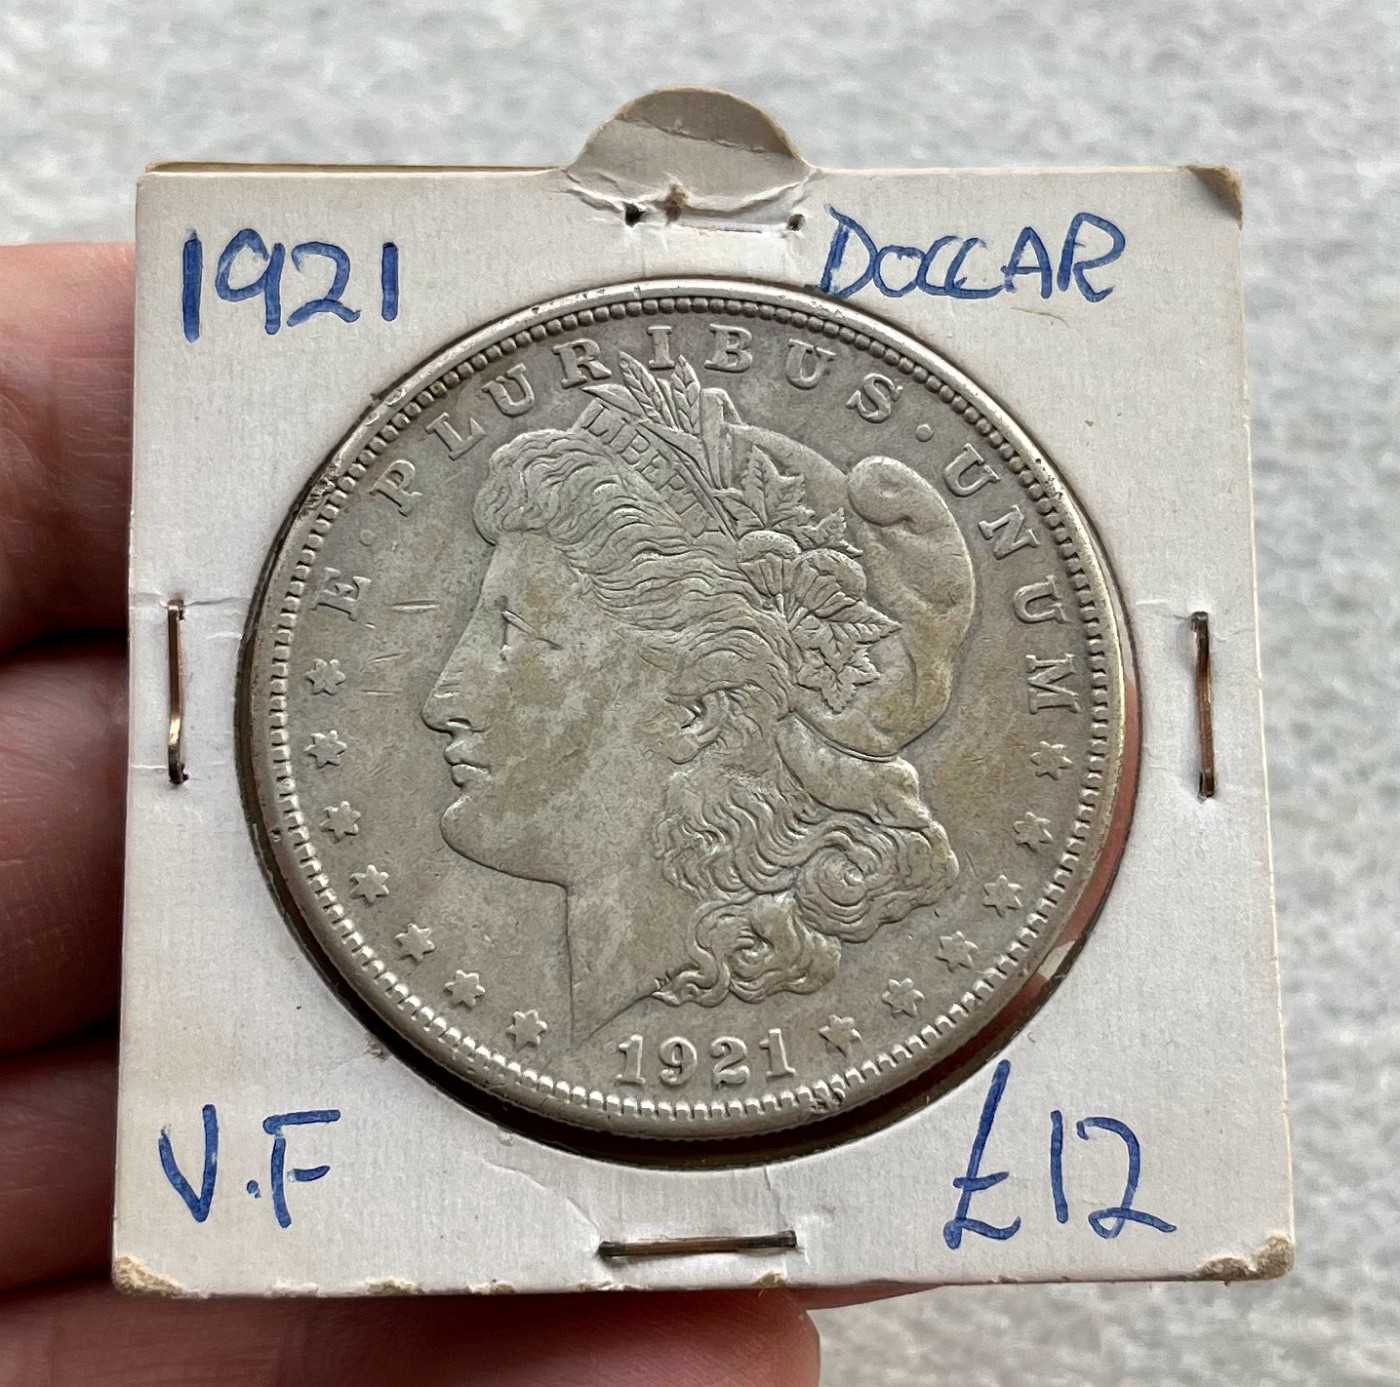 1921 DOLLAR
E · PLURIBUS · UNUM
LIBERTY
1921
V.F £12